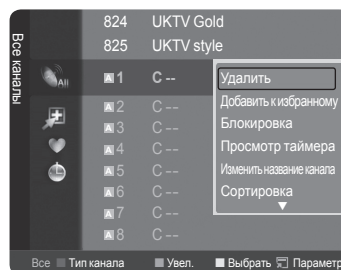 Все каналы
824 UKTV Gold
825 UKTV style
All
A 1 C --
A 2 C --
A 3 C --
A 4 C --
A 5 C --
A 6 C --
A 7 C --
A 8 C --
Удалить
Добавить к избранному
Блокировка
Просмотр таймера
Изменить название канала
Сортировка
Все Тип канала Увел. Выбрать Параметр